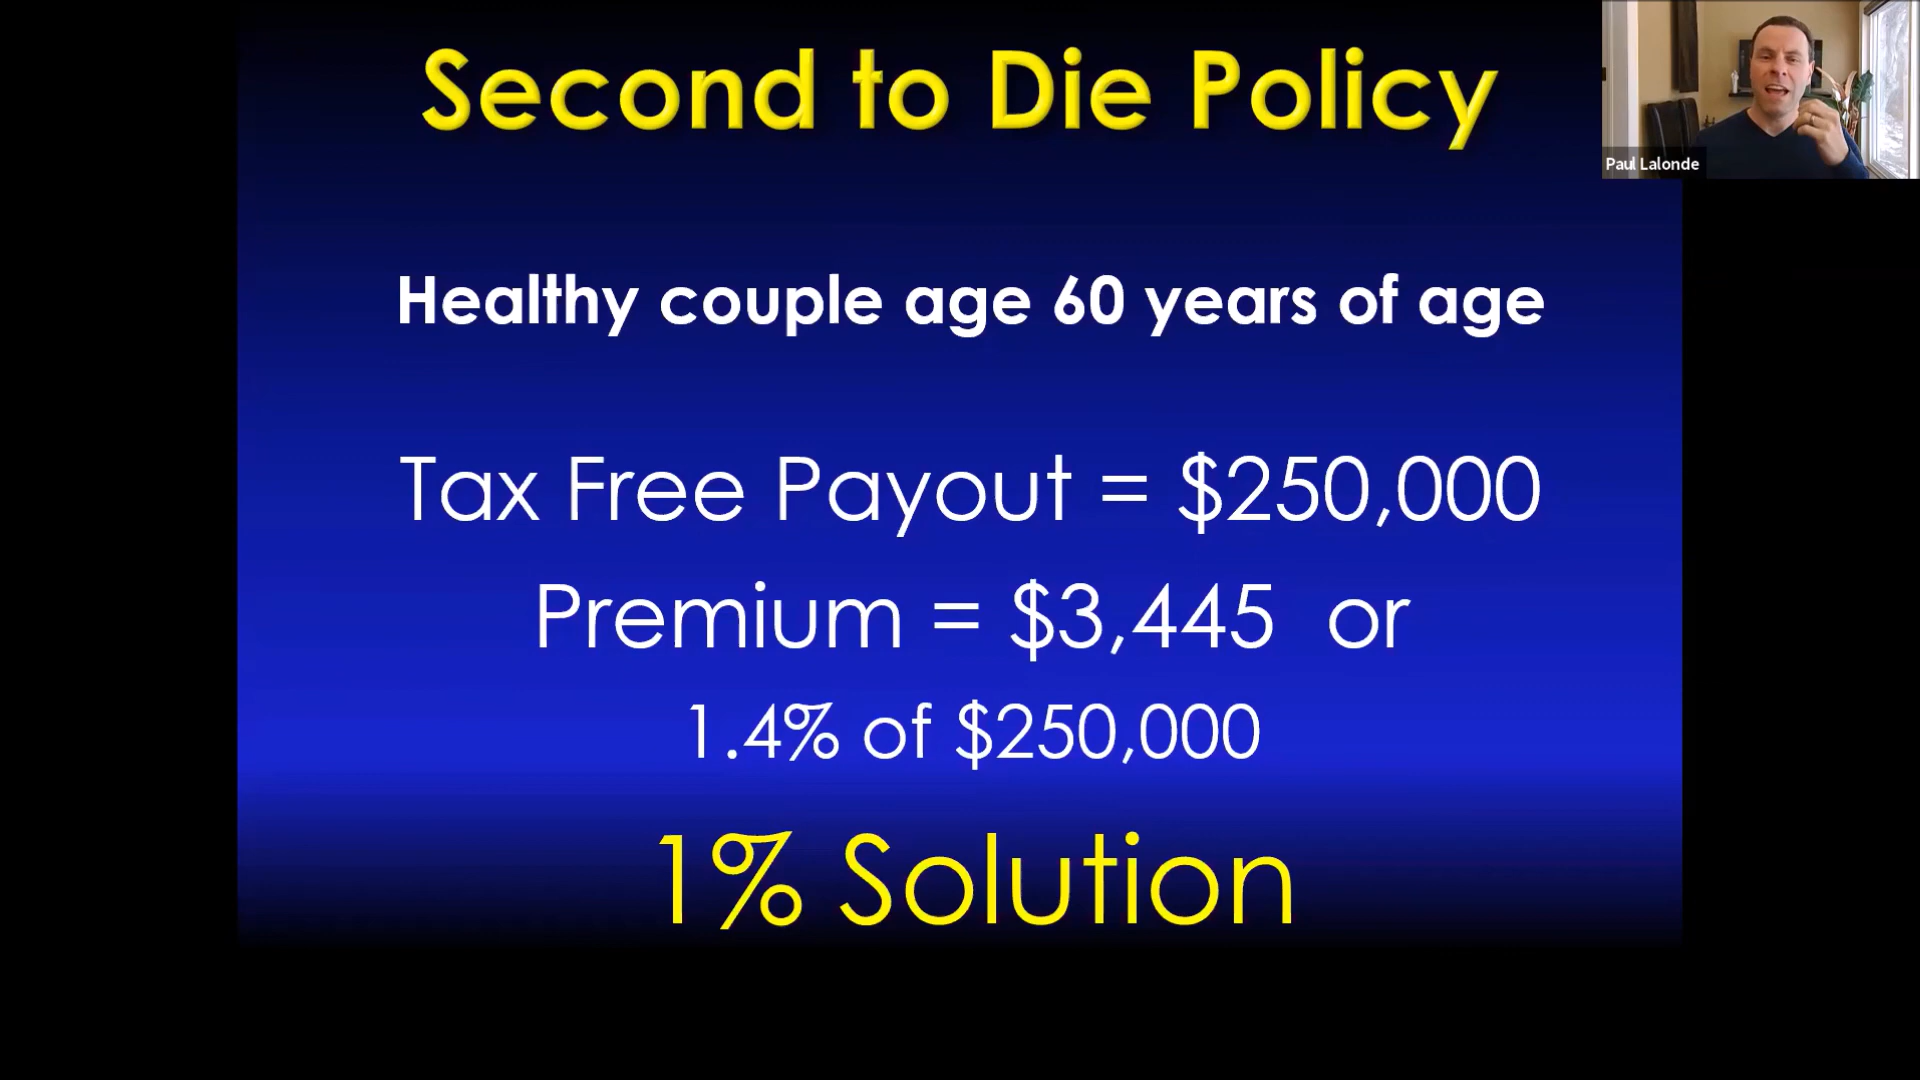 Second to Die Policy
Paul Lalonde
Healthy couple age 60 years of age
Tax Free Payout = $250,000
Premium = $3,445 or
1.4% of $250,000
1% Solution